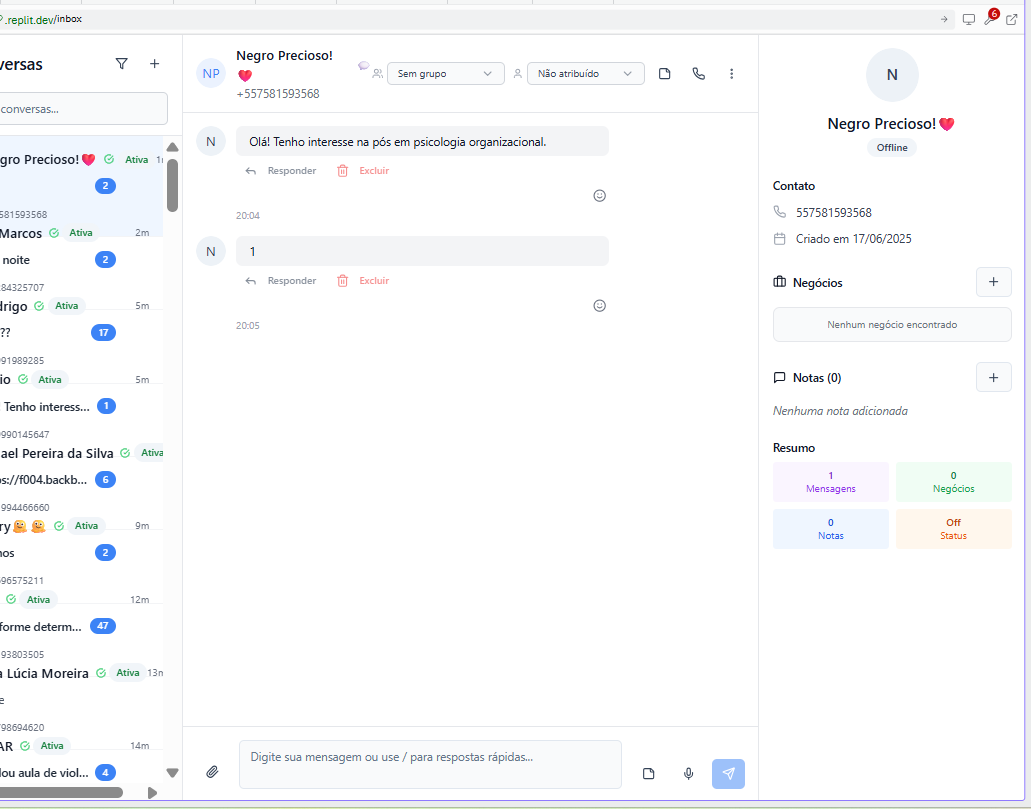 .replit.dev/inbox
6
versas
conversas...
gro Precioso!❤️ Ativa
2
581593568
Marcos Ativa 2m
noite 2
84325707
drigo Ativa 5m
?? 17
991989285
io Ativa 5m
Tenho interess... 1
990145647
ael Pereira da Silva Ativa
s://f004.backb... 6
994466660
ry🫠🫠 Ativa 9m
nos 2
96575211
Ativa 12m
forme determ... 47
93803505
a Lúcia Moreira Ativa 13m
e
98694620
AR Ativa 14m
lou aula de viol... 4
NP
Negro Precioso!
❤️
+557581593568
Sem grupo
Não atribuído
N
Olá! Tenho interesse na pós em psicologia organizacional.
Responder Excluir
20:04
N
1
Responder Excluir
20:05
Digite sua mensagem ou use / para respostas rápidas...
N
Negro Precioso!❤️
Offline
Contato
557581593568
Criado em 17/06/2025
Negócios
Nenhum negócio encontrado
Notas (0)
Nenhuma nota adicionada
Resumo
1
Mensagens
0
Negócios
0
Notas
Off
Status